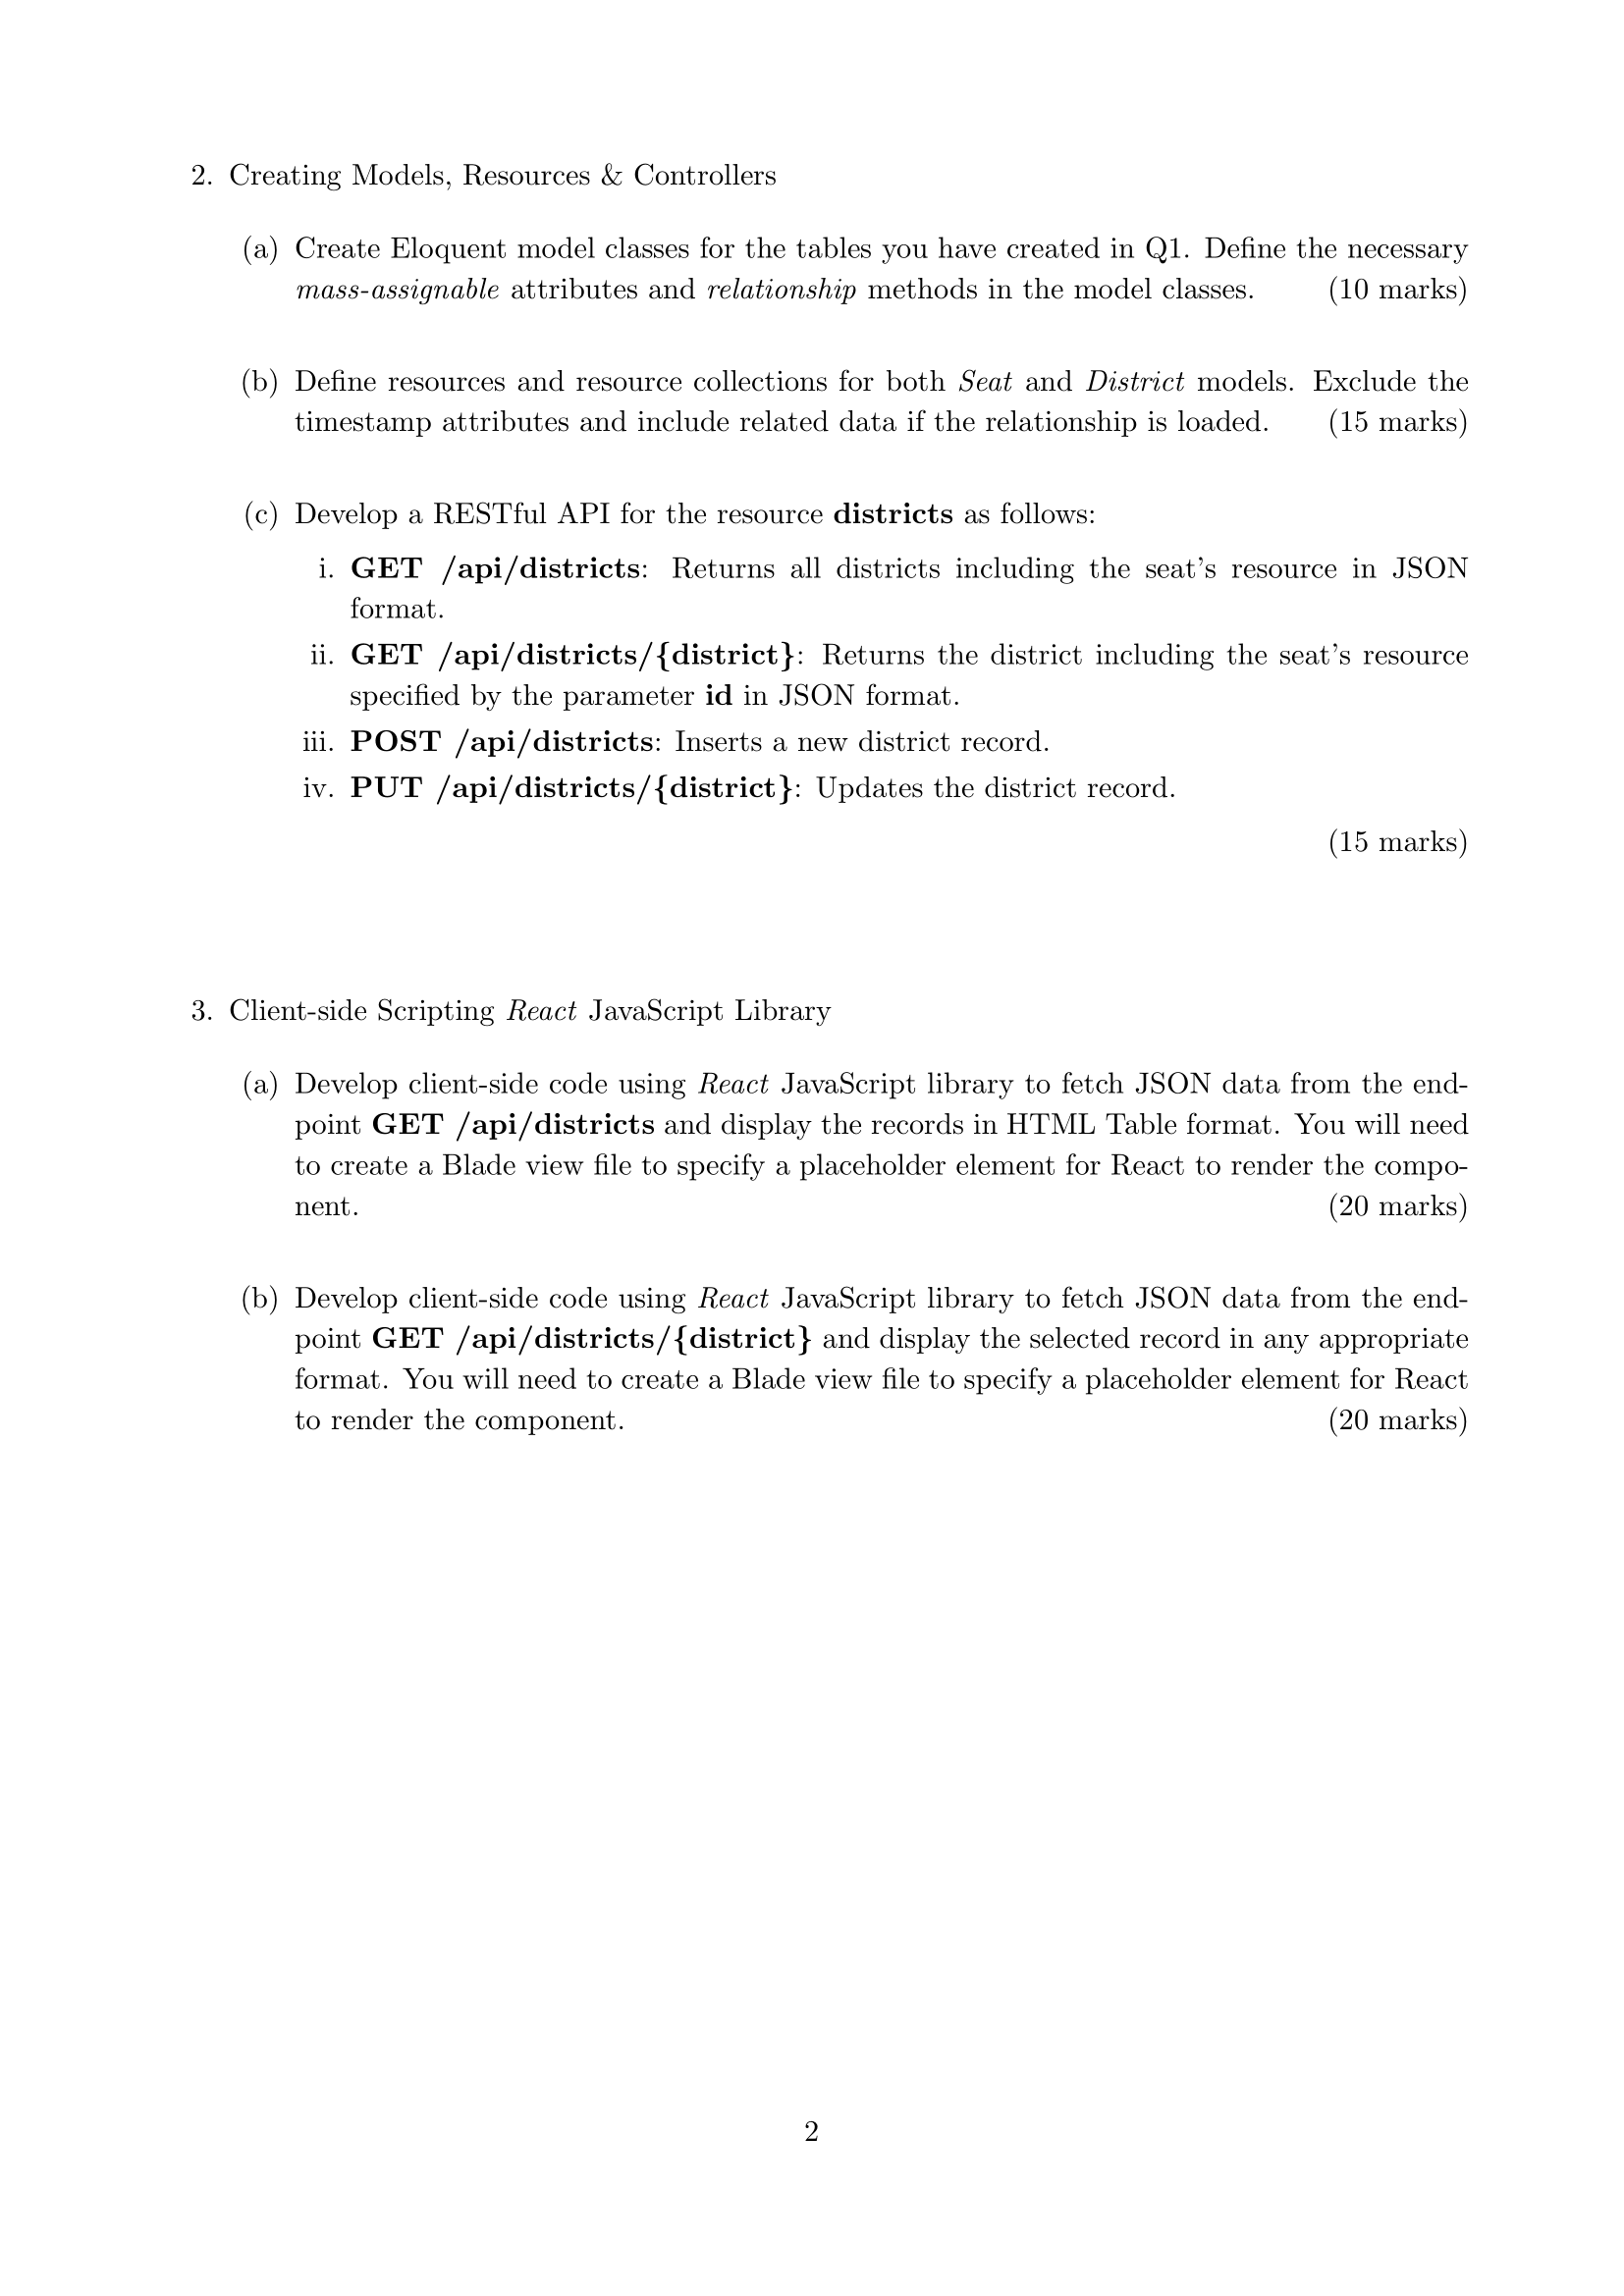 2. Creating Models, Resources & Controllers
(a) Create Eloquent model classes for the tables you have created in Q1. Define the necessary
mass-assignable attributes and relationship methods in the model classes. (10 marks)
(b) Define resources and resource collections for both Seat and District models. Exclude the
timestamp attributes and include related data if the relationship is loaded. (15 marks)
(c) Develop a RESTful API for the resource districts as follows:
i. GET /api/districts: Returns all districts including the seat's resource in JSON
format.
ii. GET /api/districts/{district}: Returns the district including the seat's resource
specified by the parameter id in JSON format.
iii. POST /api/districts: Inserts a new district record.
iv. PUT /api/districts/{district}: Updates the district record.
(15 marks)
3. Client-side Scripting React JavaScript Library
(a) Develop client-side code using React JavaScript library to fetch JSON data from the end-
point GET /api/districts and display the records in HTML Table format. You will need
to create a Blade view file to specify a placeholder element for React to render the compo-
nent. (20 marks)
(b) Develop client-side code using React JavaScript library to fetch JSON data from the end-
point GET /api/districts/{district} and display the selected record in any appropriate
format. You will need to create a Blade view file to specify a placeholder element for React
to render the component. (20 marks)
2